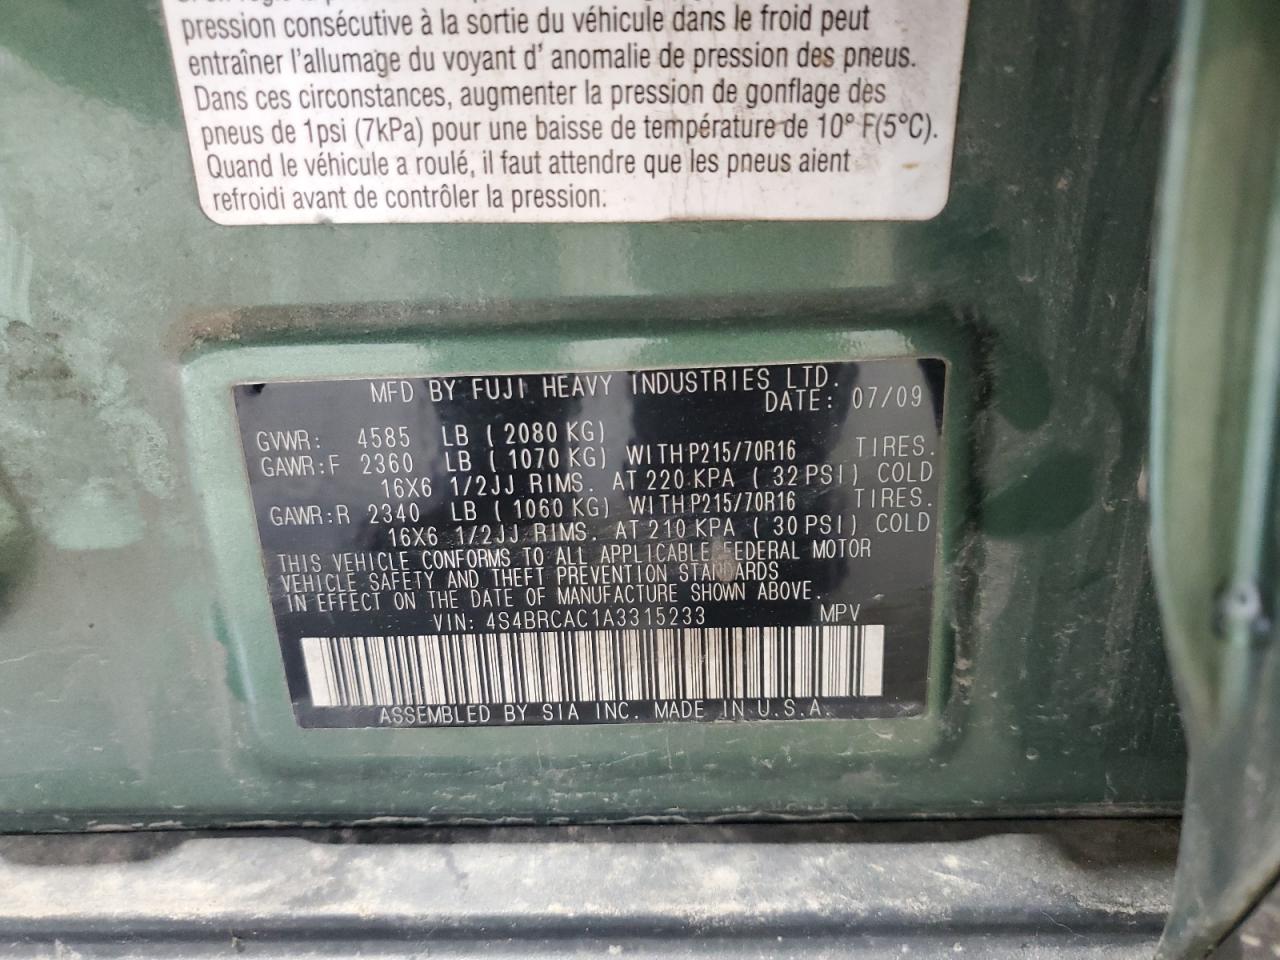 pression consécutive à la sortie du véhicule dans le froid peut
entraîner l'allumage du voyant d' anomalie de pression des pneus.
Dans ces circonstances, augmenter la pression de gonflage des
pneus de 1psi (7kPa) pour une baisse de température de 10° F(5°C).
Quand le véhicule a roulé, il faut attendre que les pneus aient
refroidi avant de contrôler la pression.
MFD BY FUJI HEAVY INDUSTRIES LTD.
DATE: 07/09
GVWR: 4585 LB ( 2080 KG)
GAWR:F 2360 LB ( 1070 KG) WITH P215/70R16 TIRES.
16X6 1/2JJ RIMS. AT 220 KPA ( 32 PSI) COLD
GAWR:R 2340 LB ( 1060 KG) WITH P215/70R16 TIRES.
16X6 1/2JJ RIMS. AT 210 KPA ( 30 PSI) COLD
THIS VEHICLE CONFORMS TO ALL APPLICABLE FEDERAL MOTOR
VEHICLE SAFETY AND THEFT PREVENTION STANDARDS
IN EFFECT ON THE DATE OF MANUFACTURE SHOWN ABOVE.
VIN: 4S4BRCAC1A3315233 MPV
ASSEMBLED BY SIA INC. MADE IN U.S.A.